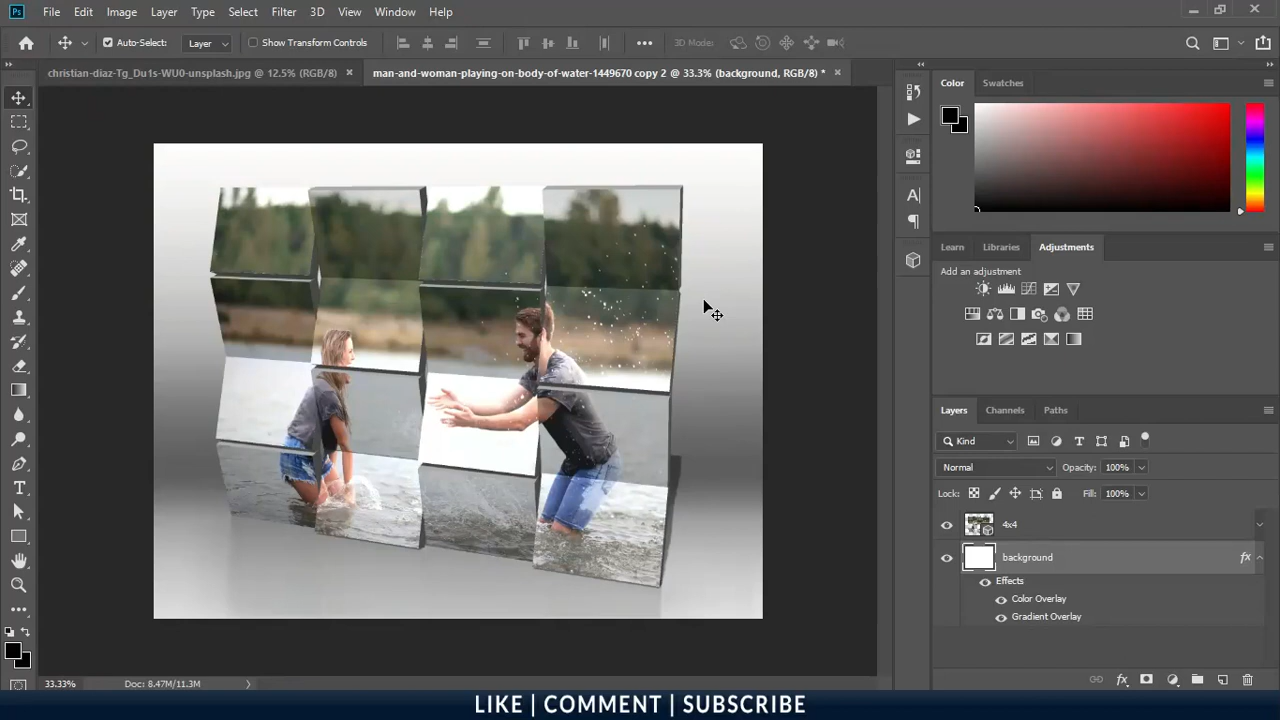 Ps File Edit Image Layer Type Select Filter 3D View Window Help
Auto-Select: Layer Show Transform Controls 3D Mode:
christian-diaz-Tg_Du1s-WU0-unsplash.jpg @ 12.5% (RGB/8) man-and-woman-playing-on-body-of-water-1449670 copy 2 @ 33.3% (background, RGB/8) *
Color Swatches
Learn Libraries Adjustments
Add an adjustment
Layers Channels Paths
Kind
Normal Opacity: 100%
Lock: Fill: 100%
4x4
background fx
Effects
Color Overlay
Gradient Overlay
33.33% Doc: 8.47M/11.3M
LIKE | COMMENT | SUBSCRIBE